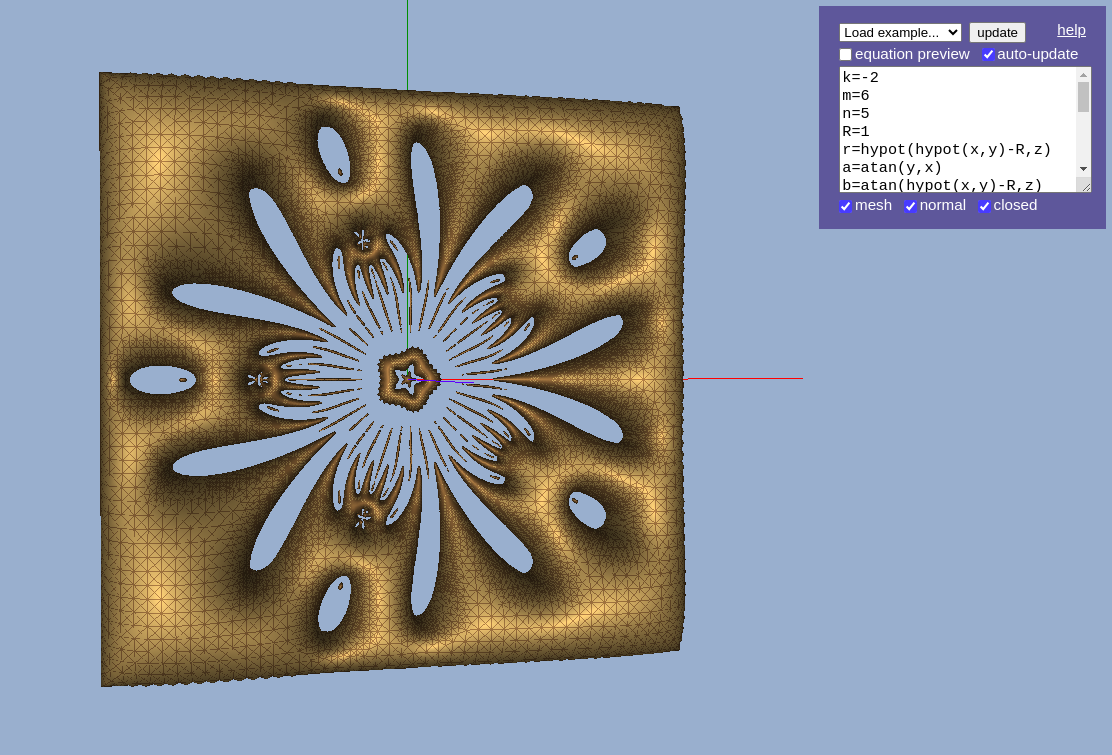 Load example... update help
equation preview auto-update
k=-2
m=6
n=5
R=1
r=hypot(hypot(x,y)-R,z)
a=atan(y,x)
b=atan(hypot(x,y)-R,z)
mesh normal closed